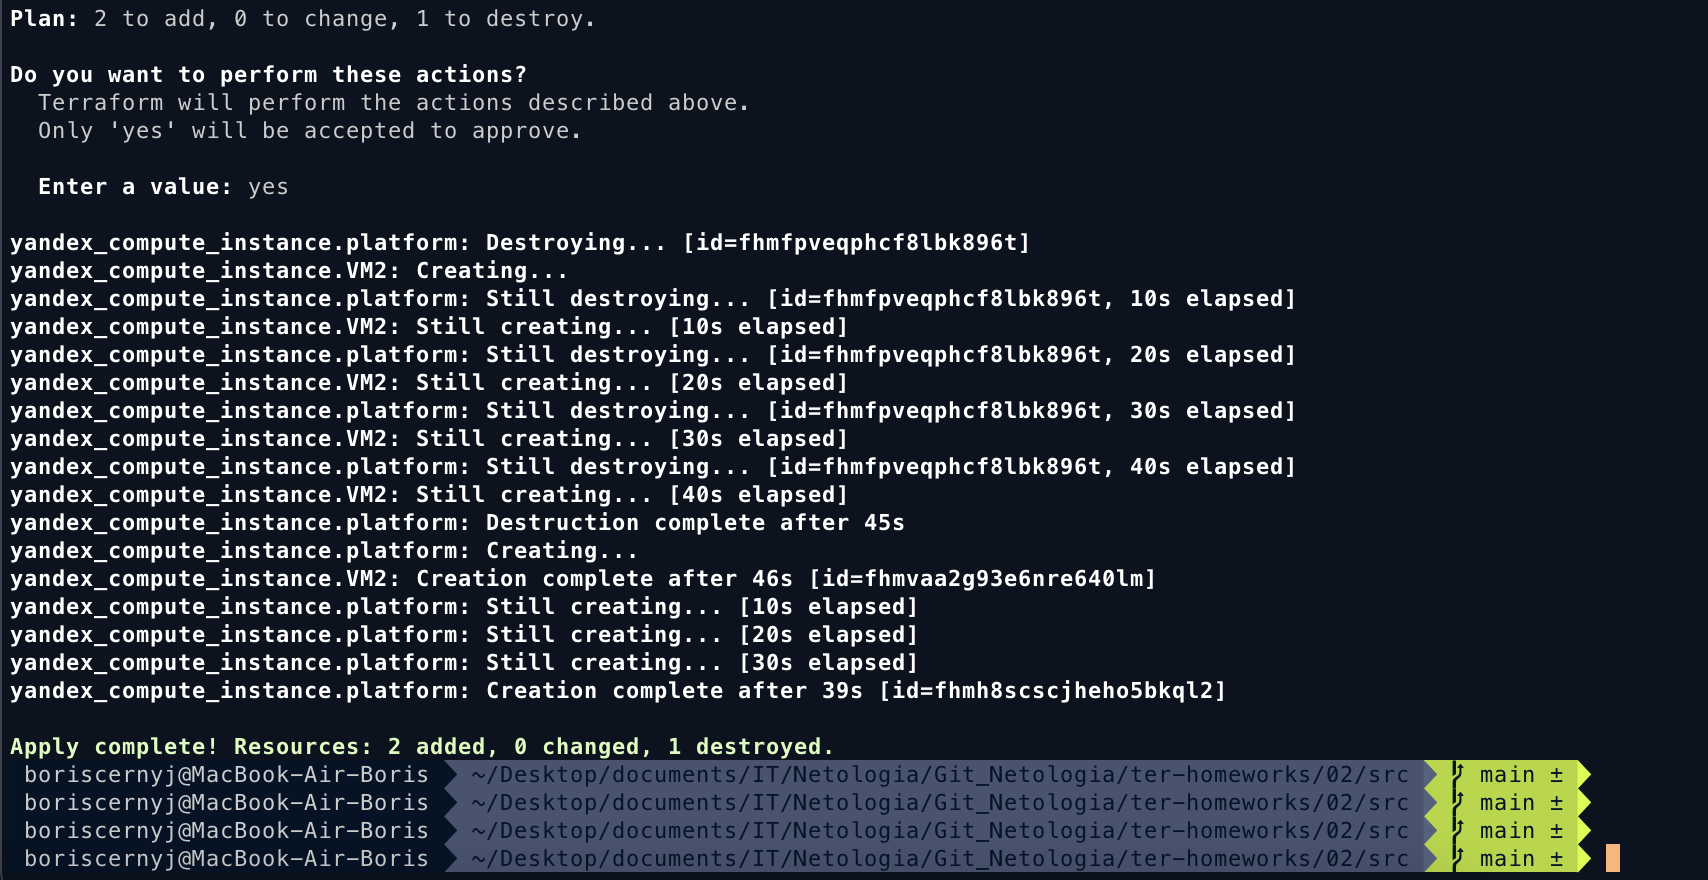 Plan: 2 to add, 0 to change, 1 to destroy.
Do you want to perform these actions?
Terraform will perform the actions described above.
Only 'yes' will be accepted to approve.
Enter a value: yes
yandex_compute_instance.platform: Destroying... [id=fhmfpveqphcf8lbk896t]
yandex_compute_instance.VM2: Creating...
yandex_compute_instance.platform: Still destroying... [id=fhmfpveqphcf8lbk896t, 10s elapsed]
yandex_compute_instance.VM2: Still creating... [10s elapsed]
yandex_compute_instance.platform: Still destroying... [id=fhmfpveqphcf8lbk896t, 20s elapsed]
yandex_compute_instance.VM2: Still creating... [20s elapsed]
yandex_compute_instance.platform: Still destroying... [id=fhmfpveqphcf8lbk896t, 30s elapsed]
yandex_compute_instance.VM2: Still creating... [30s elapsed]
yandex_compute_instance.platform: Still destroying... [id=fhmfpveqphcf8lbk896t, 40s elapsed]
yandex_compute_instance.VM2: Still creating... [40s elapsed]
yandex_compute_instance.platform: Destruction complete after 45s
yandex_compute_instance.platform: Creating...
yandex_compute_instance.VM2: Creation complete after 46s [id=fhmvaa2g93e6nre640lm]
yandex_compute_instance.platform: Still creating... [10s elapsed]
yandex_compute_instance.platform: Still creating... [20s elapsed]
yandex_compute_instance.platform: Still creating... [30s elapsed]
yandex_compute_instance.platform: Creation complete after 39s [id=fhmh8scscjheho5bkql2]
Apply complete! Resources: 2 added, 0 changed, 1 destroyed.
boriscernyj@MacBook-Air-Boris ~/Desktop/documents/IT/Netologia/Git_Netologia/ter-homeworks/02/src main ±
boriscernyj@MacBook-Air-Boris ~/Desktop/documents/IT/Netologia/Git_Netologia/ter-homeworks/02/src main ±
boriscernyj@MacBook-Air-Boris ~/Desktop/documents/IT/Netologia/Git_Netologia/ter-homeworks/02/src main ±
boriscernyj@MacBook-Air-Boris ~/Desktop/documents/IT/Netologia/Git_Netologia/ter-homeworks/02/src main ±